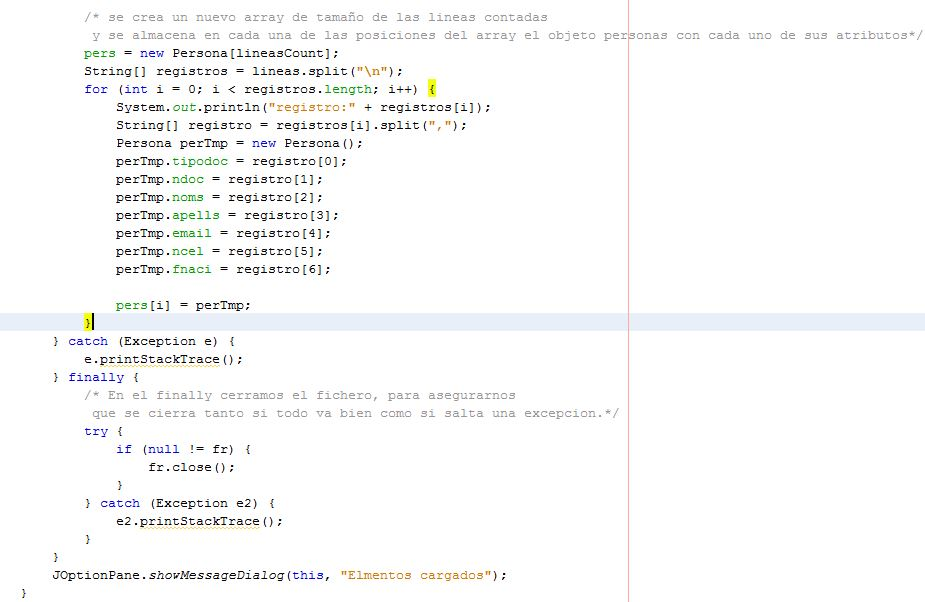 /* se crea un nuevo array de tamaño de las lineas contadas
y se almacena en cada una de las posiciones del array el objeto personas con cada uno de sus atributos*/
pers = new Persona[lineasCount];
String[] registros = lineas.split("\n");
for (int i = 0; i < registros.length; i++) {
System.out.println("registro:" + registros[i]);
String[] registro = registros[i].split(",");
Persona perTmp = new Persona();
perTmp.tipodoc = registro[0];
perTmp.ndoc = registro[1];
perTmp.noms = registro[2];
perTmp.apells = registro[3];
perTmp.email = registro[4];
perTmp.ncel = registro[5];
perTmp.fnaci = registro[6];
pers[i] = perTmp;
}
} catch (Exception e) {
e.printStackTrace();
} finally {
/* En el finally cerramos el fichero, para asegurarnos
que se cierra tanto si todo va bien como si salta una excepcion.*/
try {
if (null != fr) {
fr.close();
}
} catch (Exception e2) {
e2.printStackTrace();
}
}
JOptionPane.showMessageDialog(this, "Elmentos cargados");
}